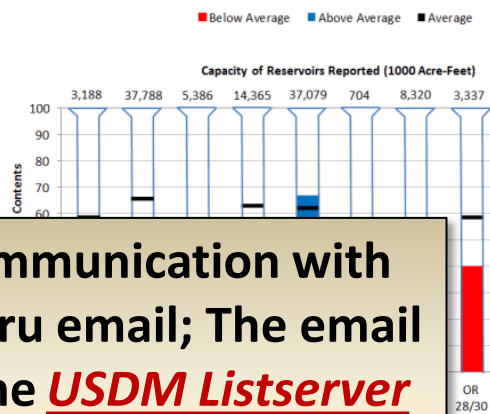 Below Average Above Average Average
Capacity of Reservoirs Reported (1000 Acre-Feet)
3,188 37,788 5,386 14,365 37,079 704 8,320 3,337
100
90
80
70
60
Contents
mmunication with
ru email; The email
ne USDM Listserver
OR
28/30